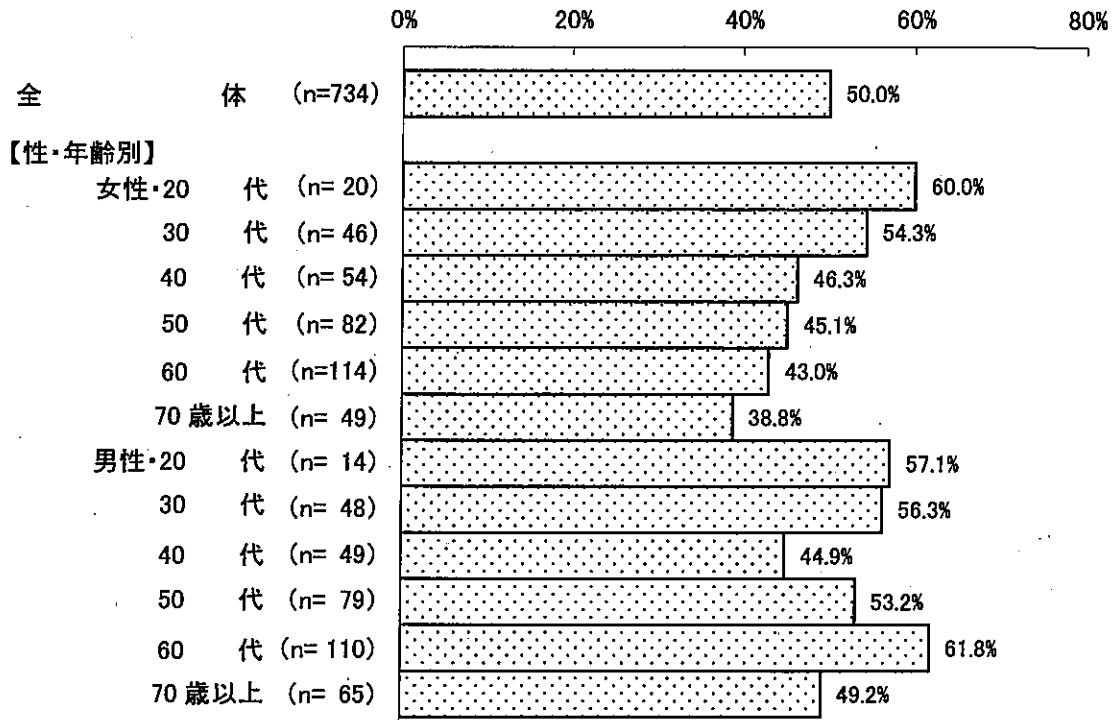 0% 20% 40% 60% 80%
全 体 (n=734) 50.0%
【性・年齢別】
女性・20 代 (n= 20) 60.0%
30 代 (n= 46) 54.3%
40 代 (n= 54) 46.3%
50 代 (n= 82) 45.1%
60 代 (n=114) 43.0%
70 歳以上 (n= 49) 38.8%
男性・20 代 (n= 14) 57.1%
30 代 (n= 48) 56.3%
40 代 (n= 49) 44.9%
50 代 (n= 79) 53.2%
60 代 (n= 110) 61.8%
70 歳以上 (n= 65) 49.2%